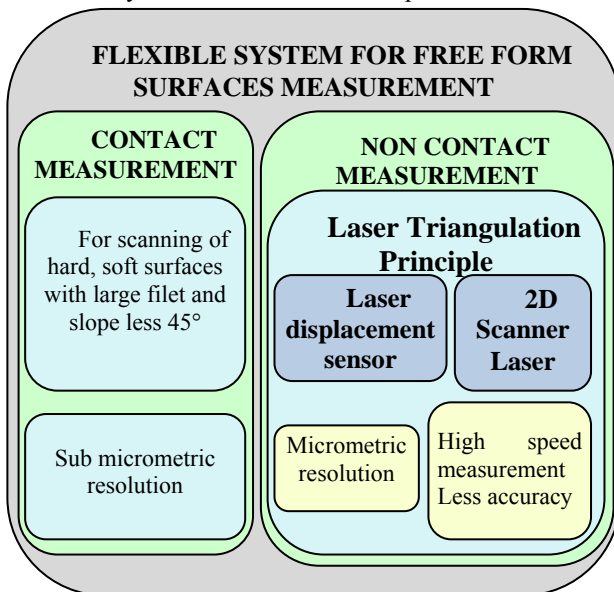 FLEXIBLE SYSTEM FOR FREE FORM
SURFACES MEASUREMENT
CONTACT
MEASUREMENT
For scanning of
hard, soft surfaces
with large filet and
slope less 45°
Sub micrometric
resolution
NON CONTACT
MEASUREMENT
Laser Triangulation
Principle
Laser
displacement
sensor
2D
Scanner
Laser
Micrometric
resolution
High speed
measurement
Less accuracy